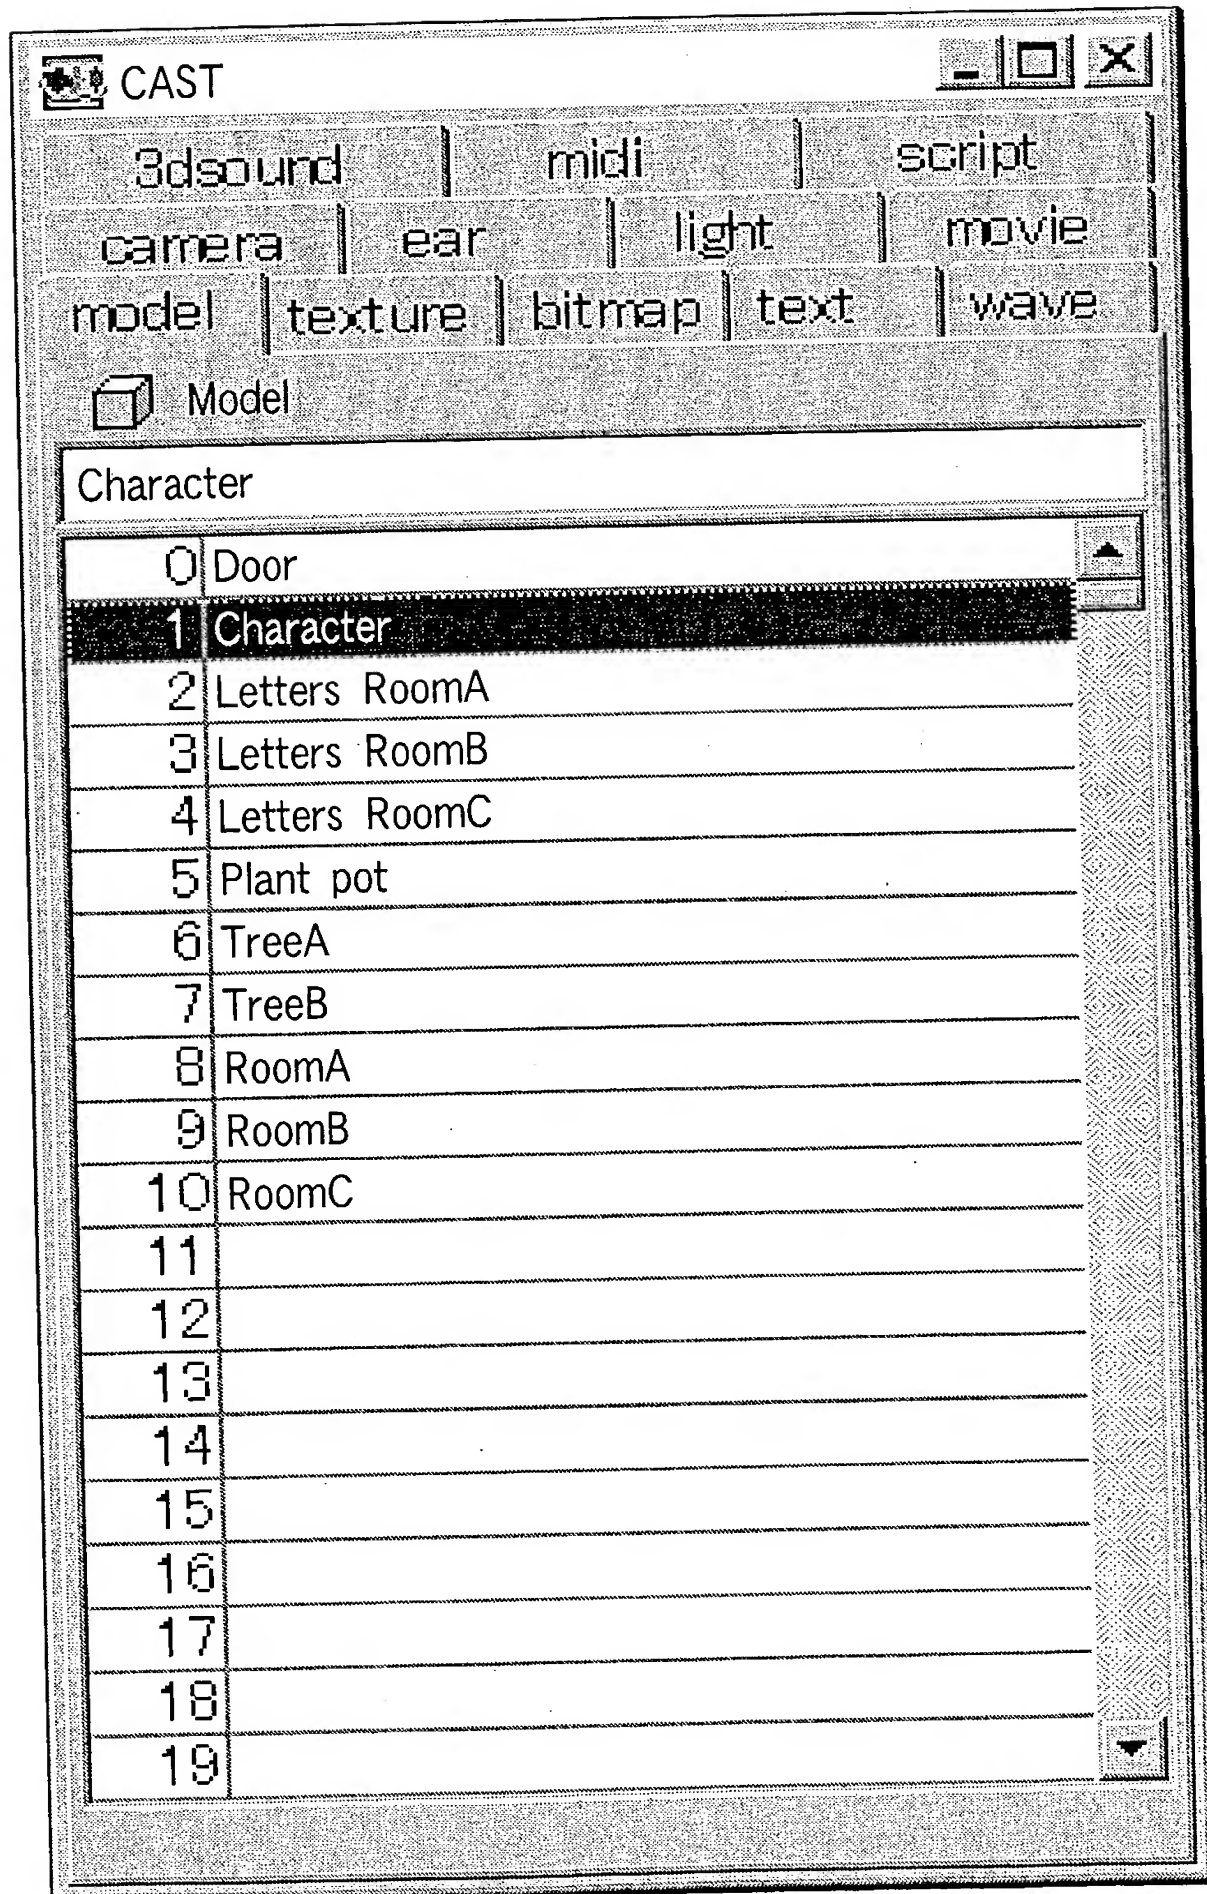 CAST
3dsound midi script
camera ear light movie
model texture bitmap text wave
Model
Character
0 Door
1 Character
2 Letters RoomA
3 Letters RoomB
4 Letters RoomC
5 Plant pot
6 TreeA
7 TreeB
8 RoomA
9 RoomB
10 RoomC
11
12
13
14
15
16
17
18
19